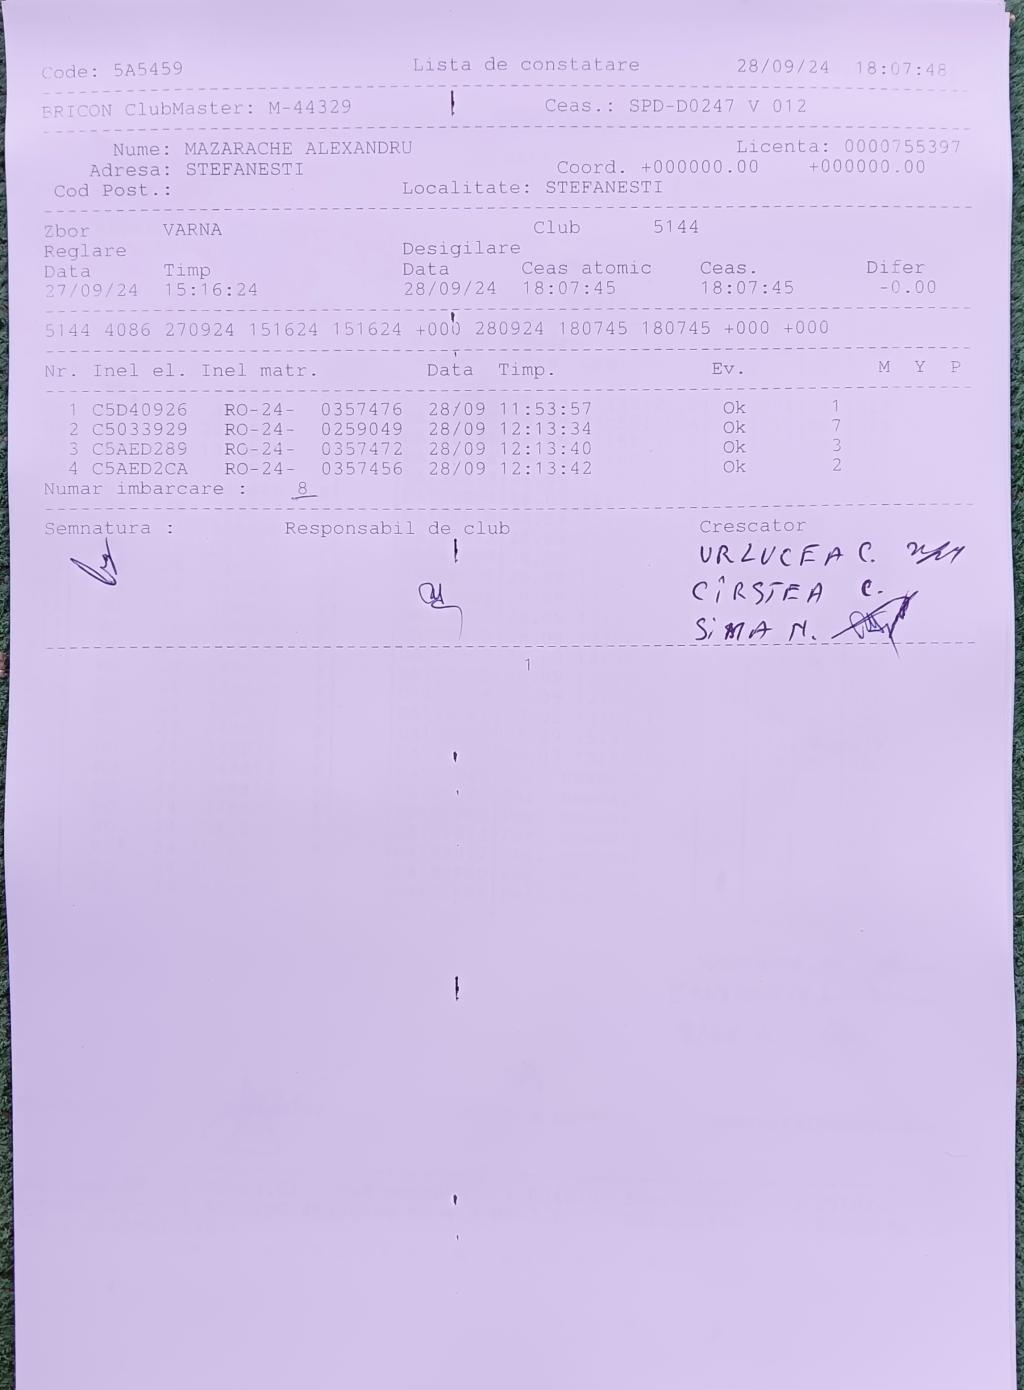 Code: 5A5459 Lista de constatare 28/09/24 18:07:48
BRICON ClubMaster: M-44329 Ceas.: SPD-D0247 V 012
Nume: MAZARACHE ALEXANDRU Licenta: 0000755397
Adresa: STEFANESTI Coord. +000000.00 +000000.00
Cod Post.: Localitate: STEFANESTI
Zbor VARNA Club 5144
Reglare Desigilare
Data Timp Data Ceas atomic Ceas. Difer
27/09/24 15:16:24 28/09/24 18:07:45 18:07:45 -0.00
5144 4086 270924 151624 151624 +000 280924 180745 180745 +000 +000
Nr. Inel el. Inel matr. Data Timp. Ev. M Y P
1 C5D40926 RO-24- 0357476 28/09 11:53:57 Ok 1
2 C5033929 RO-24- 0259049 28/09 12:13:34 Ok 7
3 C5AED289 RO-24- 0357472 28/09 12:13:40 Ok 3
4 C5AED2CA RO-24- 0357456 28/09 12:13:42 Ok 2
Numar imbarcare : 8
Semnatura : Responsabil de club Crescator
URLUCEA C.
CÎRSTEA C.
SiMA N.
1